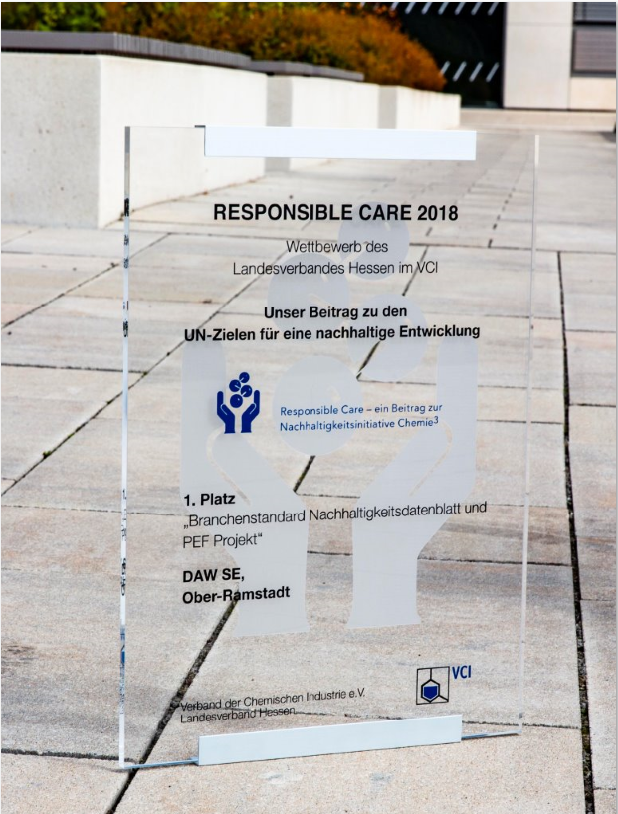 RESPONSIBLE CARE 2018
Wettbewerb des
Landesverbandes Hessen im VCI
Unser Beitrag zu den
UN-Zielen für eine nachhaltige Entwicklung
Responsible Care – ein Beitrag zur
Nachhaltigkeitsinitiative Chemie³
1. Platz
„Branchenstandard Nachhaltigkeitsdatenblatt und
PEF Projekt“
DAW SE,
Ober-Ramstadt
VCI
Verband der Chemischen Industrie e.V.
Landesverband Hessen